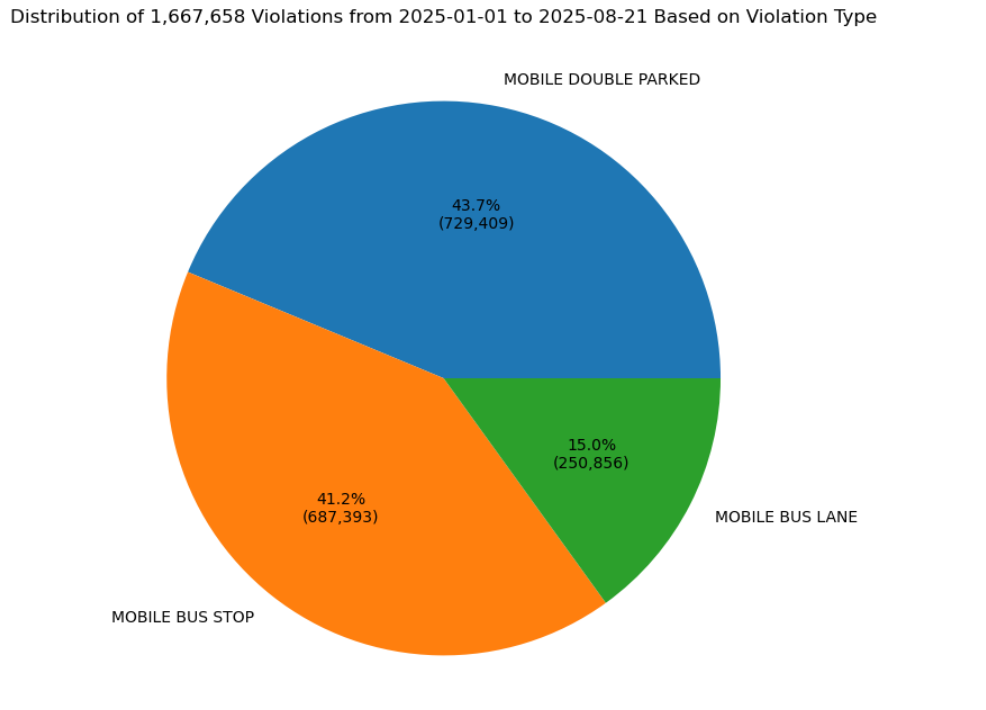 Distribution of 1,667,658 Violations from 2025-01-01 to 2025-08-21 Based on Violation Type
MOBILE DOUBLE PARKED
43.7%
(729,409)
15.0%
(250,856)
41.2%
(687,393)
MOBILE BUS LANE
MOBILE BUS STOP